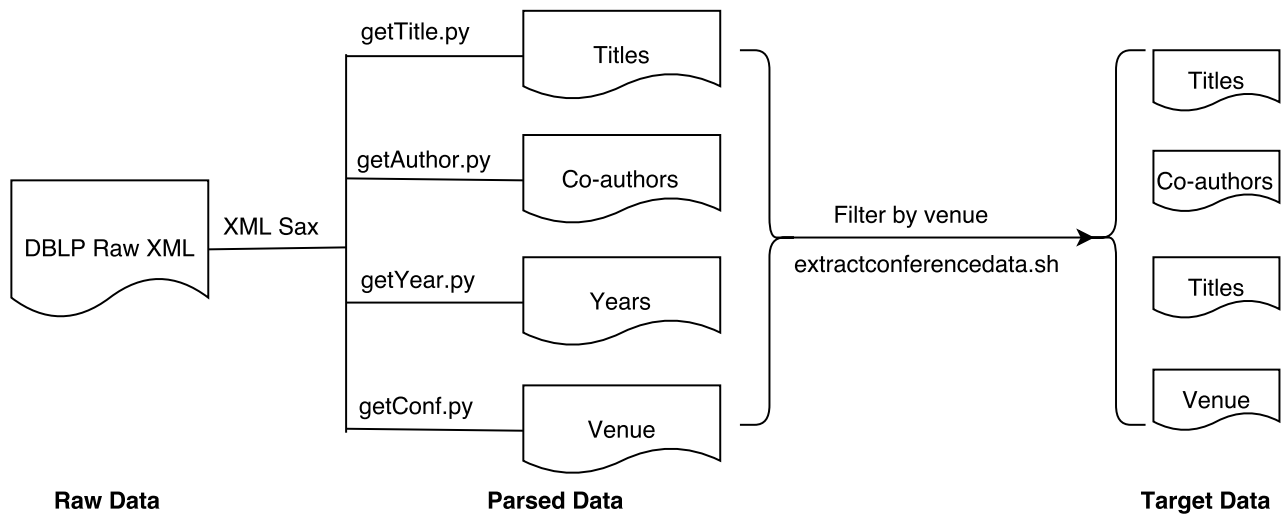 getTitle.py
Titles
Titles
getAuthor.py
Co-authors
Co-authors
DBLP Raw XML
XML Sax
Filter by venue
extractconferencedata.sh
getYear.py
Years
Titles
getConf.py
Venue
Venue
Raw Data
Parsed Data
Target Data